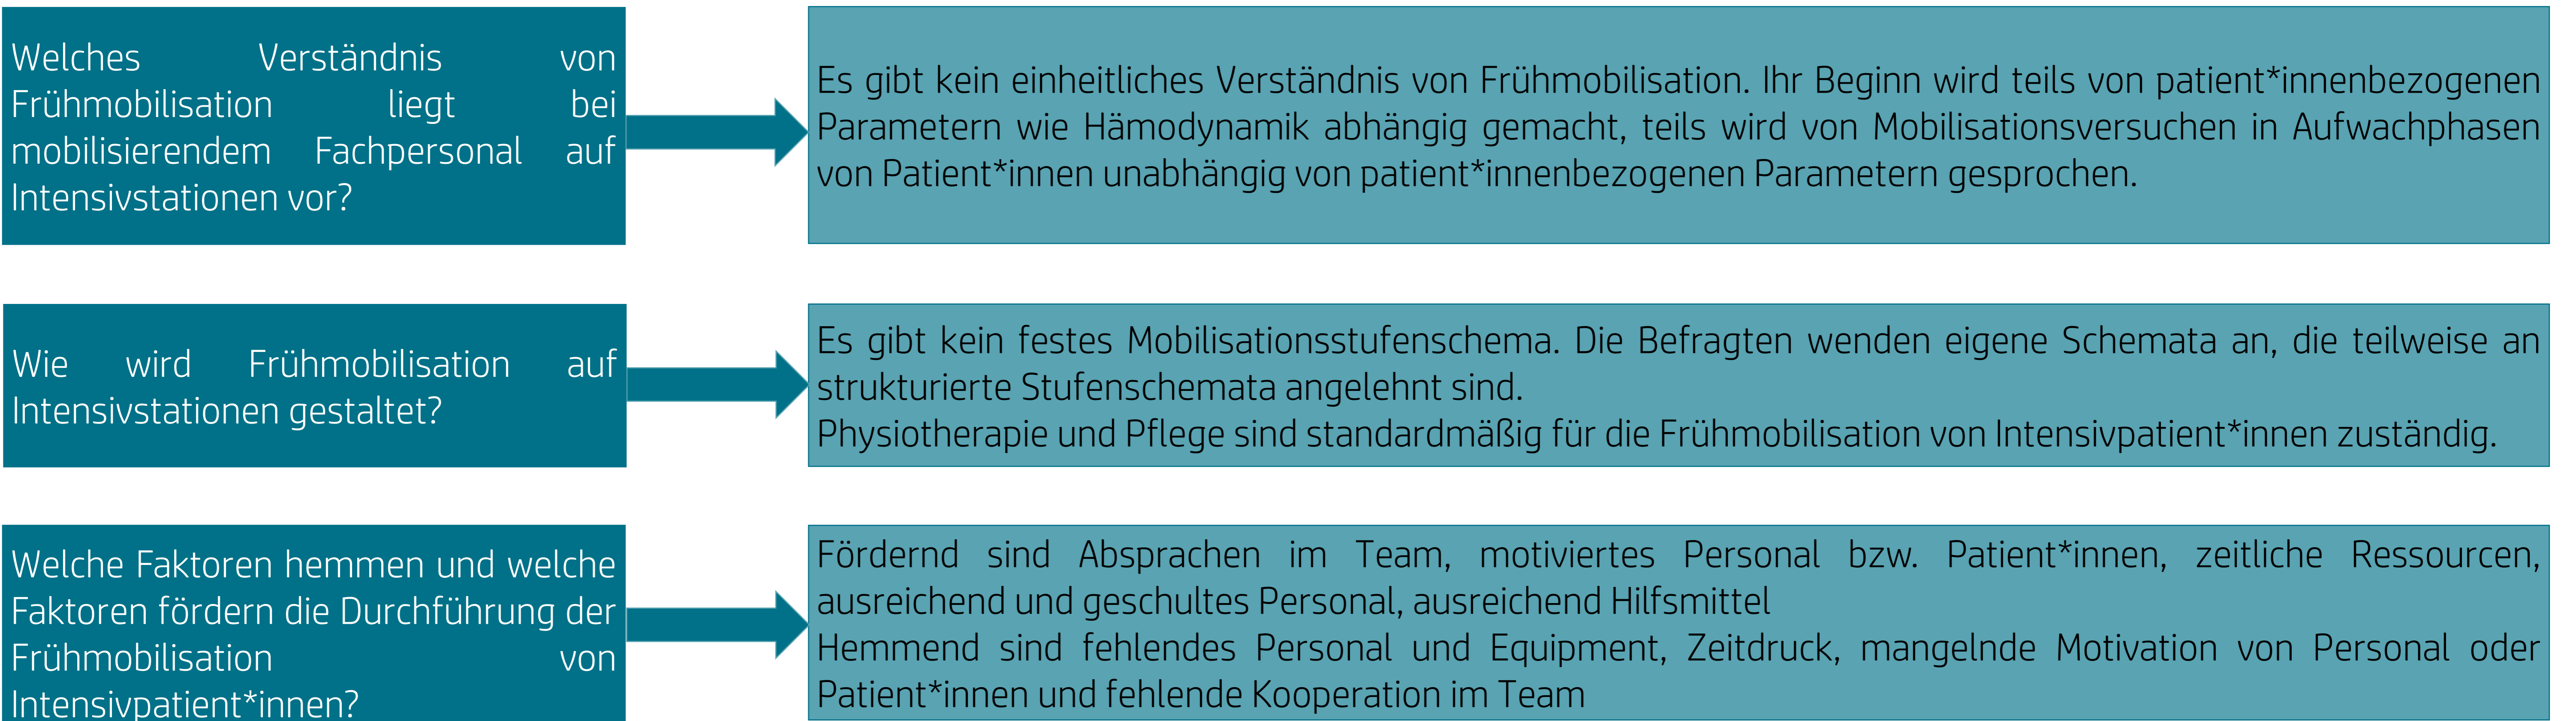 Welches Verständnis von
Frühmobilisation liegt bei
mobilisierendem Fachpersonal auf
Intensivstationen vor?
Es gibt kein einheitliches Verständnis von Frühmobilisation. Ihr Beginn wird teils von patient*innenbezogenen
Parametern wie Hämodynamik abhängig gemacht, teils wird von Mobilisationsversuchen in Aufwachphasen
von Patient*innen unabhängig von patient*innenbezogenen Parametern gesprochen.
Wie wird Frühmobilisation auf
Intensivstationen gestaltet?
Es gibt kein festes Mobilisationsstufenschema. Die Befragten wenden eigene Schemata an, die teilweise an
strukturierte Stufenschemata angelehnt sind.
Physiotherapie und Pflege sind standardmäßig für die Frühmobilisation von Intensivpatient*innen zuständig.
Welche Faktoren hemmen und welche
Faktoren fördern die Durchführung der
Frühmobilisation von
Intensivpatient*innen?
Fördernd sind Absprachen im Team, motiviertes Personal bzw. Patient*innen, zeitliche Ressourcen,
ausreichend und geschultes Personal, ausreichend Hilfsmittel
Hemmend sind fehlendes Personal und Equipment, Zeitdruck, mangelnde Motivation von Personal oder
Patient*innen und fehlende Kooperation im Team